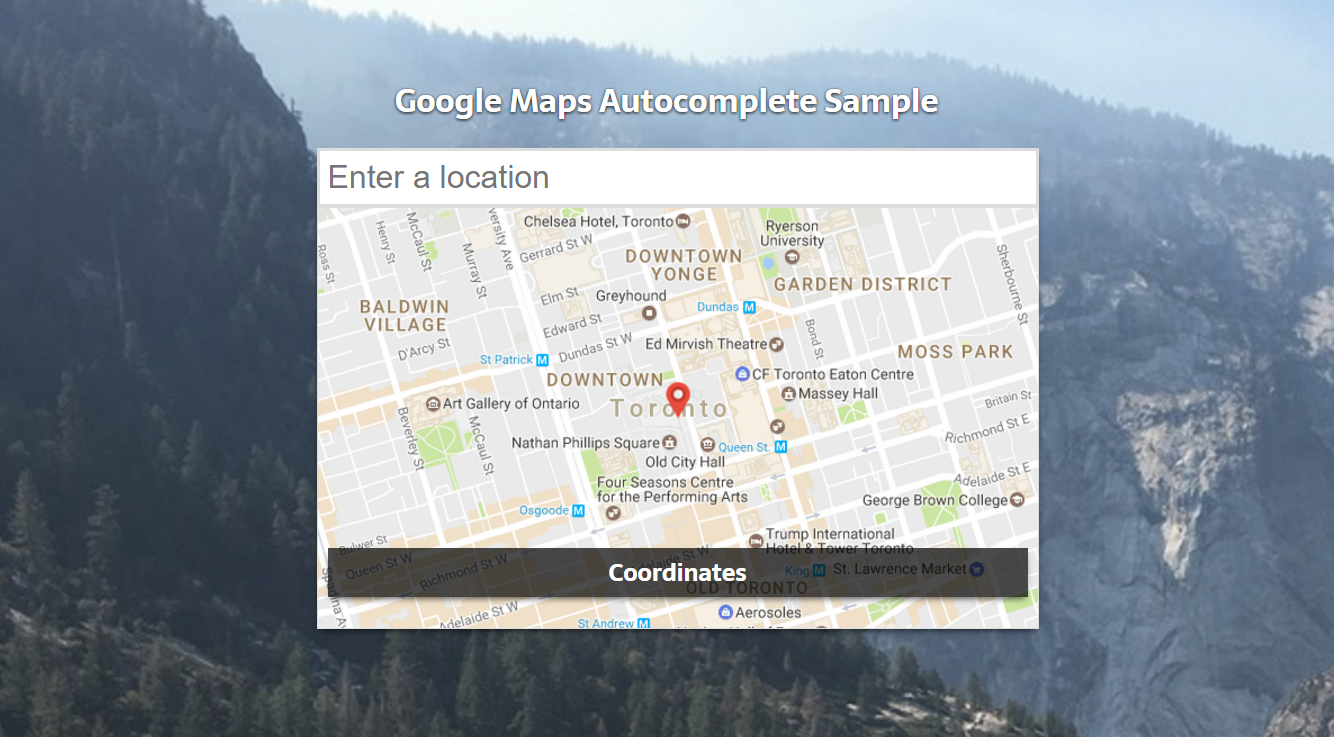 Google Maps Autocomplete Sample
Enter a location
Chelsea Hotel, Toronto
Ryerson
University
McCaul St
Henry St
Ross St
Murray St
versity Ave
Gerrard St W
DOWNTOWN
YONGE
GARDEN DISTRICT
Sherbourne St
Elm St
Greyhound
BALDWIN
VILLAGE
Dundas
Edward St
Bond St
D'Arcy St
Dundas St W
Ed Mirvish Theatre
St Patrick
MOSS PARK
DOWNTOWN
CF Toronto Eaton Centre
Massey Hall
Art Gallery of Ontario
Toronto
Britain St
Beverley St
McCaul St
Richmond St E
Nathan Phillips Square
Queen St.
Old City Hall
Adelaide St E
Four Seasons Centre
for the Performing Arts
George Brown College
Osgoode
Trump International
Hotel & Tower Toronto
Bulwer St
Queen St W
Richmond St W
Adelaide St W
Coordinates
King
St. Lawrence Market
OLD TORONTO
Spadina Av
Adelaide St W
Aerosoles
St Andrew